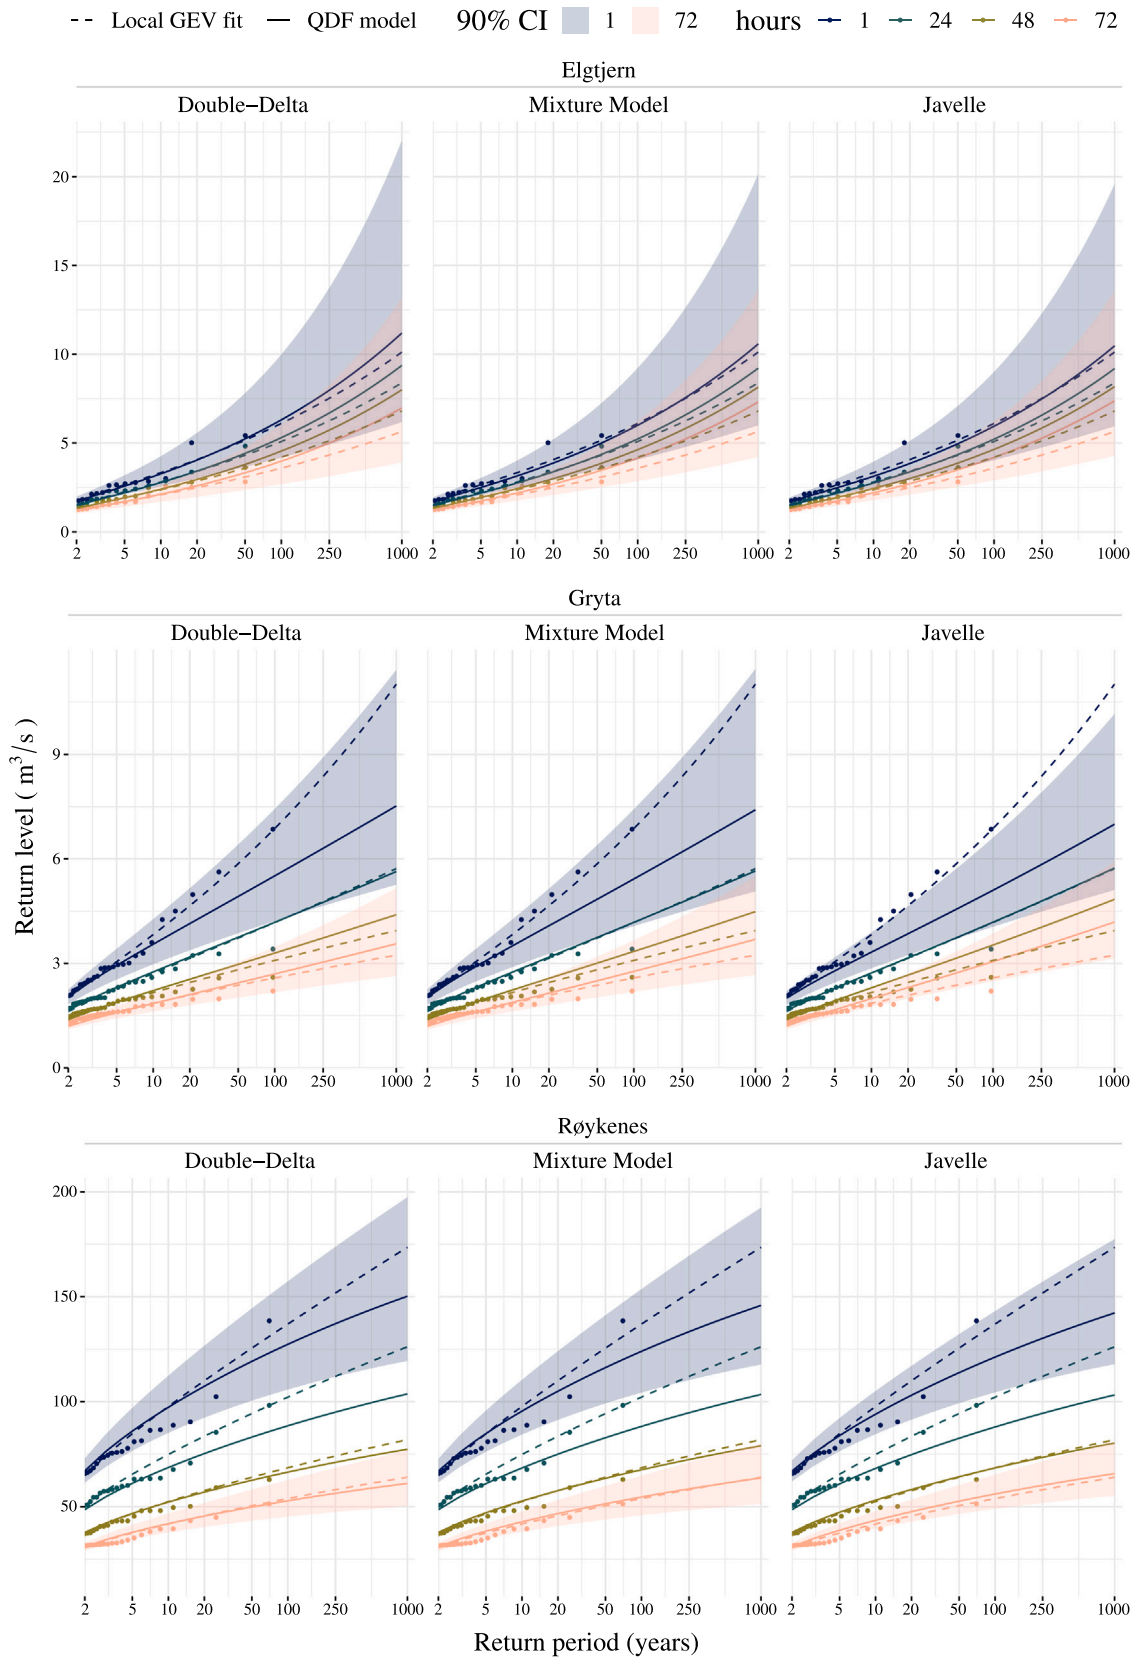 Local GEV fit QDF model 90% CI 1 72 hours 1 24 48 72
Elgtjern
Double−Delta Mixture Model Javelle
20
15
10
5
0
2 5 10 20 50 100 250 1000 2 5 10 20 50 100 250 1000 2 5 10 20 50 100 250 1000
Gryta
Double−Delta Mixture Model Javelle
9
6
3
0
2 5 10 20 50 100 250 1000 2 5 10 20 50 100 250 1000 2 5 10 20 50 100 250 1000
Return level ( m³/s )
Røykenes
Double−Delta Mixture Model Javelle
200
150
100
50
2 5 10 20 50 100 250 1000 2 5 10 20 50 100 250 1000 2 5 10 20 50 100 250 1000
Return period (years)